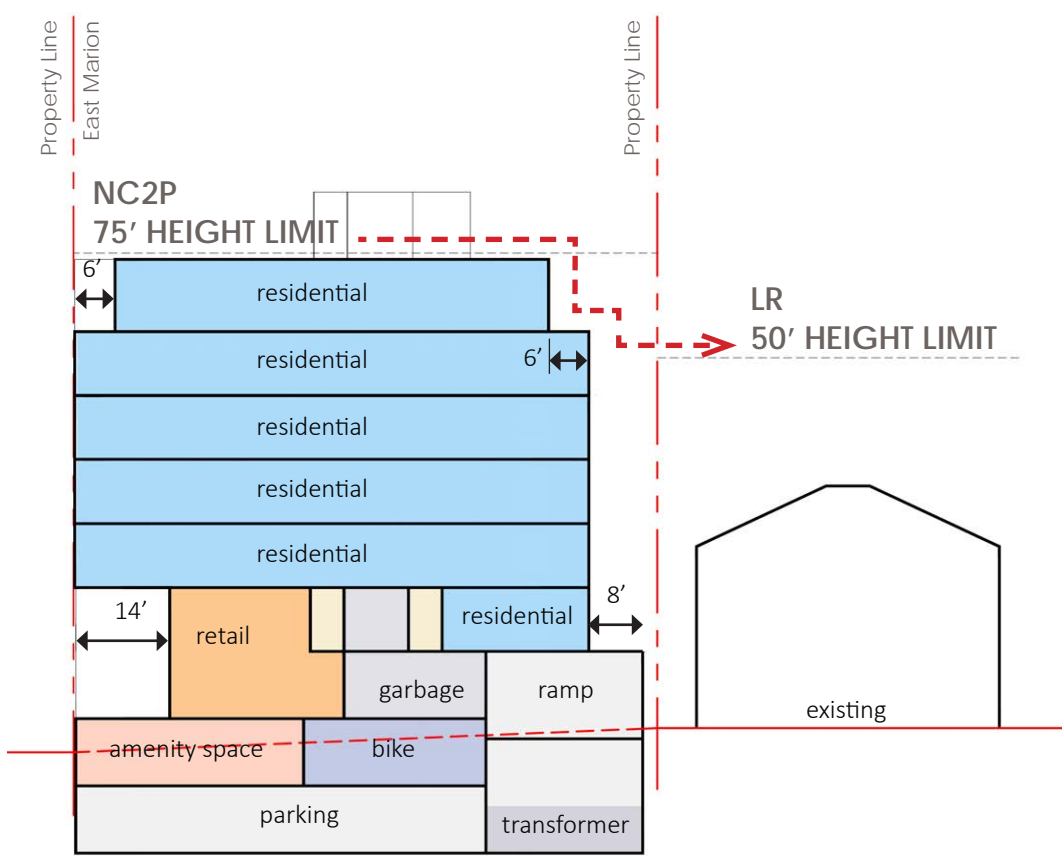 Property Line
East Marion
Property Line
NC2P
75’ HEIGHT LIMIT
6’
residential
LR
50’ HEIGHT LIMIT
residential
6’
residential
residential
residential
14’
retail
residential
8’
garbage
ramp
existing
amenity space
bike
parking
transformer